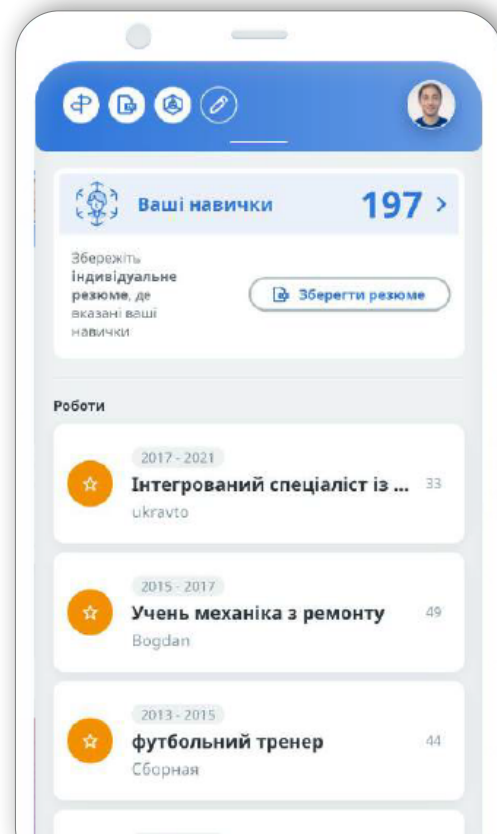 Ваші навички 197
Збережіть
індивідуальне
резюме, де
вказані ваші
навички
Зберегти резюме
Роботи
2017 - 2021
Інтегрований спеціаліст із ... 33
ukravto
2015 - 2017
Учень механіка з ремонту 49
Bogdan
2013 - 2015
футбольний тренер 44
Сборная